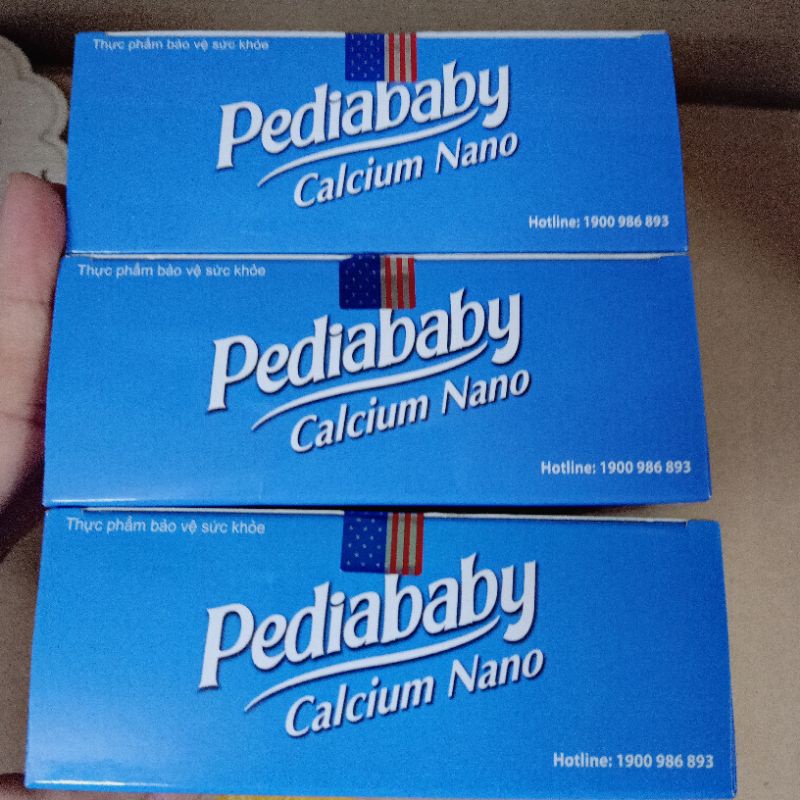 Thực phẩm bảo vệ sức khỏe
Pediababy
Calcium Nano
Hotline: 1900 986 893
Thực phẩm bảo vệ sức khỏe
Pediababy
Calcium Nano
Hotline: 1900 986 893
Thực phẩm bảo vệ sức khỏe
Pediababy
Calcium Nano
Hotline: 1900 986 893